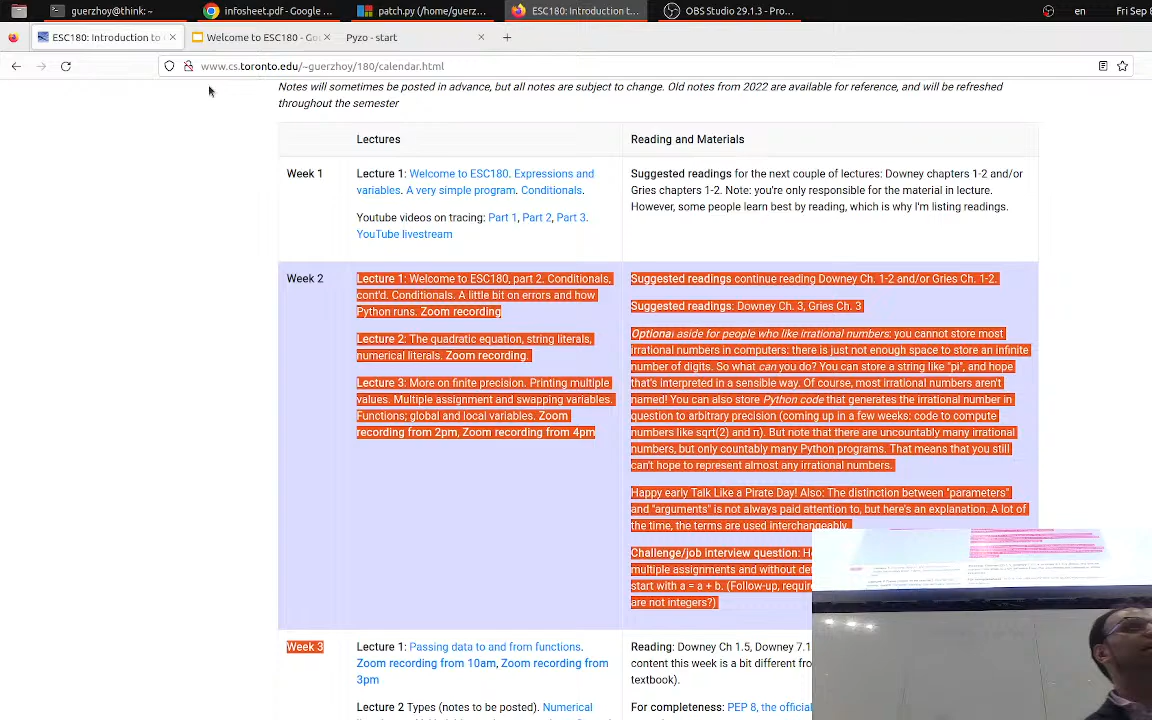 guerzhoy@think: ~
infosheet.pdf - Google ...
patch.py (/home/guerz...
ESC180: Introduction t...
OBS Studio 29.1.3 - Pro...
en
Fri Sep 8
ESC180: Introduction to
Welcome to ESC180 - Go
Pyzo - start
www.cs.toronto.edu/~guerzhoy/180/calendar.html
Notes will sometimes be posted in advance, but all notes are subject to change. Old notes from 2022 are available for reference, and will be refreshed
throughout the semester
Lectures
Reading and Materials
Week 1
Lecture 1: Welcome to ESC180. Expressions and
variables. A very simple program. Conditionals.
Youtube videos on tracing: Part 1, Part 2, Part 3.
YouTube livestream
Suggested readings for the next couple of lectures: Downey chapters 1-2 and/or
Gries chapters 1-2. Note: you're only responsible for the material in lecture.
However, some people learn best by reading, which is why I'm listing readings.
Week 2
Lecture 1: Welcome to ESC180, part 2. Conditionals,
cont'd. Conditionals. A little bit on errors and how
Python runs. Zoom recording
Lecture 2: The quadratic equation, string literals,
numerical literals. Zoom recording.
Lecture 3: More on finite precision. Printing multiple
values. Multiple assignment and swapping variables.
Functions; global and local variables. Zoom
recording from 2pm, Zoom recording from 4pm
Suggested readings continue reading Downey Ch. 1-2 and/or Gries Ch. 1-2.
Suggested readings: Downey Ch. 3, Gries Ch. 3
Optional aside for people who like irrational numbers: you cannot store most
irrational numbers in computers: there is just not enough space to store an infinite
number of digits. So what can you do? You can store a string like "pi", and hope
that's interpreted in a sensible way. Of course, most irrational numbers aren't
named! You can also store Python code that generates the irrational number in
question to arbitrary precision (coming up in a few weeks: code to compute
numbers like sqrt(2) and π). But note that there are uncountably many irrational
numbers, but only countably many Python programs. That means that you still
can't hope to represent almost any irrational numbers.
Happy early Talk Like a Pirate Day! Also: The distinction between "parameters"
and "arguments" is not always paid attention to, but here's an explanation. A lot of
the time, the terms are used interchangeably.
Challenge/job interview question: H
multiple assignments and without de
start with a = a + b. (Follow-up, requir
are not integers?)
Week 3
Lecture 1: Passing data to and from functions.
Zoom recording from 10am, Zoom recording from
3pm
Lecture 2 Types (notes to be posted). Numerical
Reading: Downey Ch 1.5, Downey 7.1
content this week is a bit different fro
textbook).
For completeness: PEP 8, the official